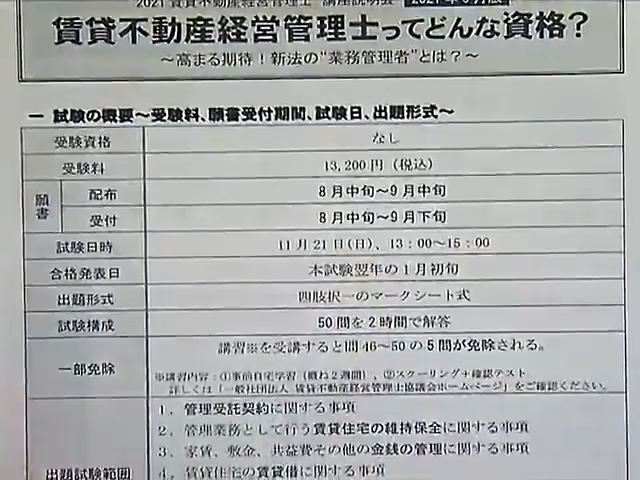 2021 賃貸不動産経営管理士 講座説明会
賃貸不動産経営管理士ってどんな資格？
～高まる期待！新法の"業務管理者"とは？～
一 試験の概要～受験料、願書受付期間、試験日、出題形式～
受験資格 なし
受験料 13,200円（税込）
願書 配布 8月中旬～9月中旬
受付 8月中旬～9月下旬
試験日時 11月21日(日)、13：00～15：00
合格発表日 本試験翌年の1月初旬
出題形式 四肢択一のマークシート式
試験構成 50問を2時間で解答
一部免除 講習※を受講すると問46～50の5問が免除される。
※講習内容：①事前自宅学習（概ね2週間）、②スクーリング＋確認テスト
詳しくは「一般社団法人 賃貸不動産経営管理士協議会ホームページ」をご確認ください。
出題試験範囲
1．管理受託契約に関する事項
2．管理業務として行う賃貸住宅の維持保全に関する事項
3．家賃、敷金、共益費その他の金銭の管理に関する事項
4．賃貸住宅の賃貸借に関する事項